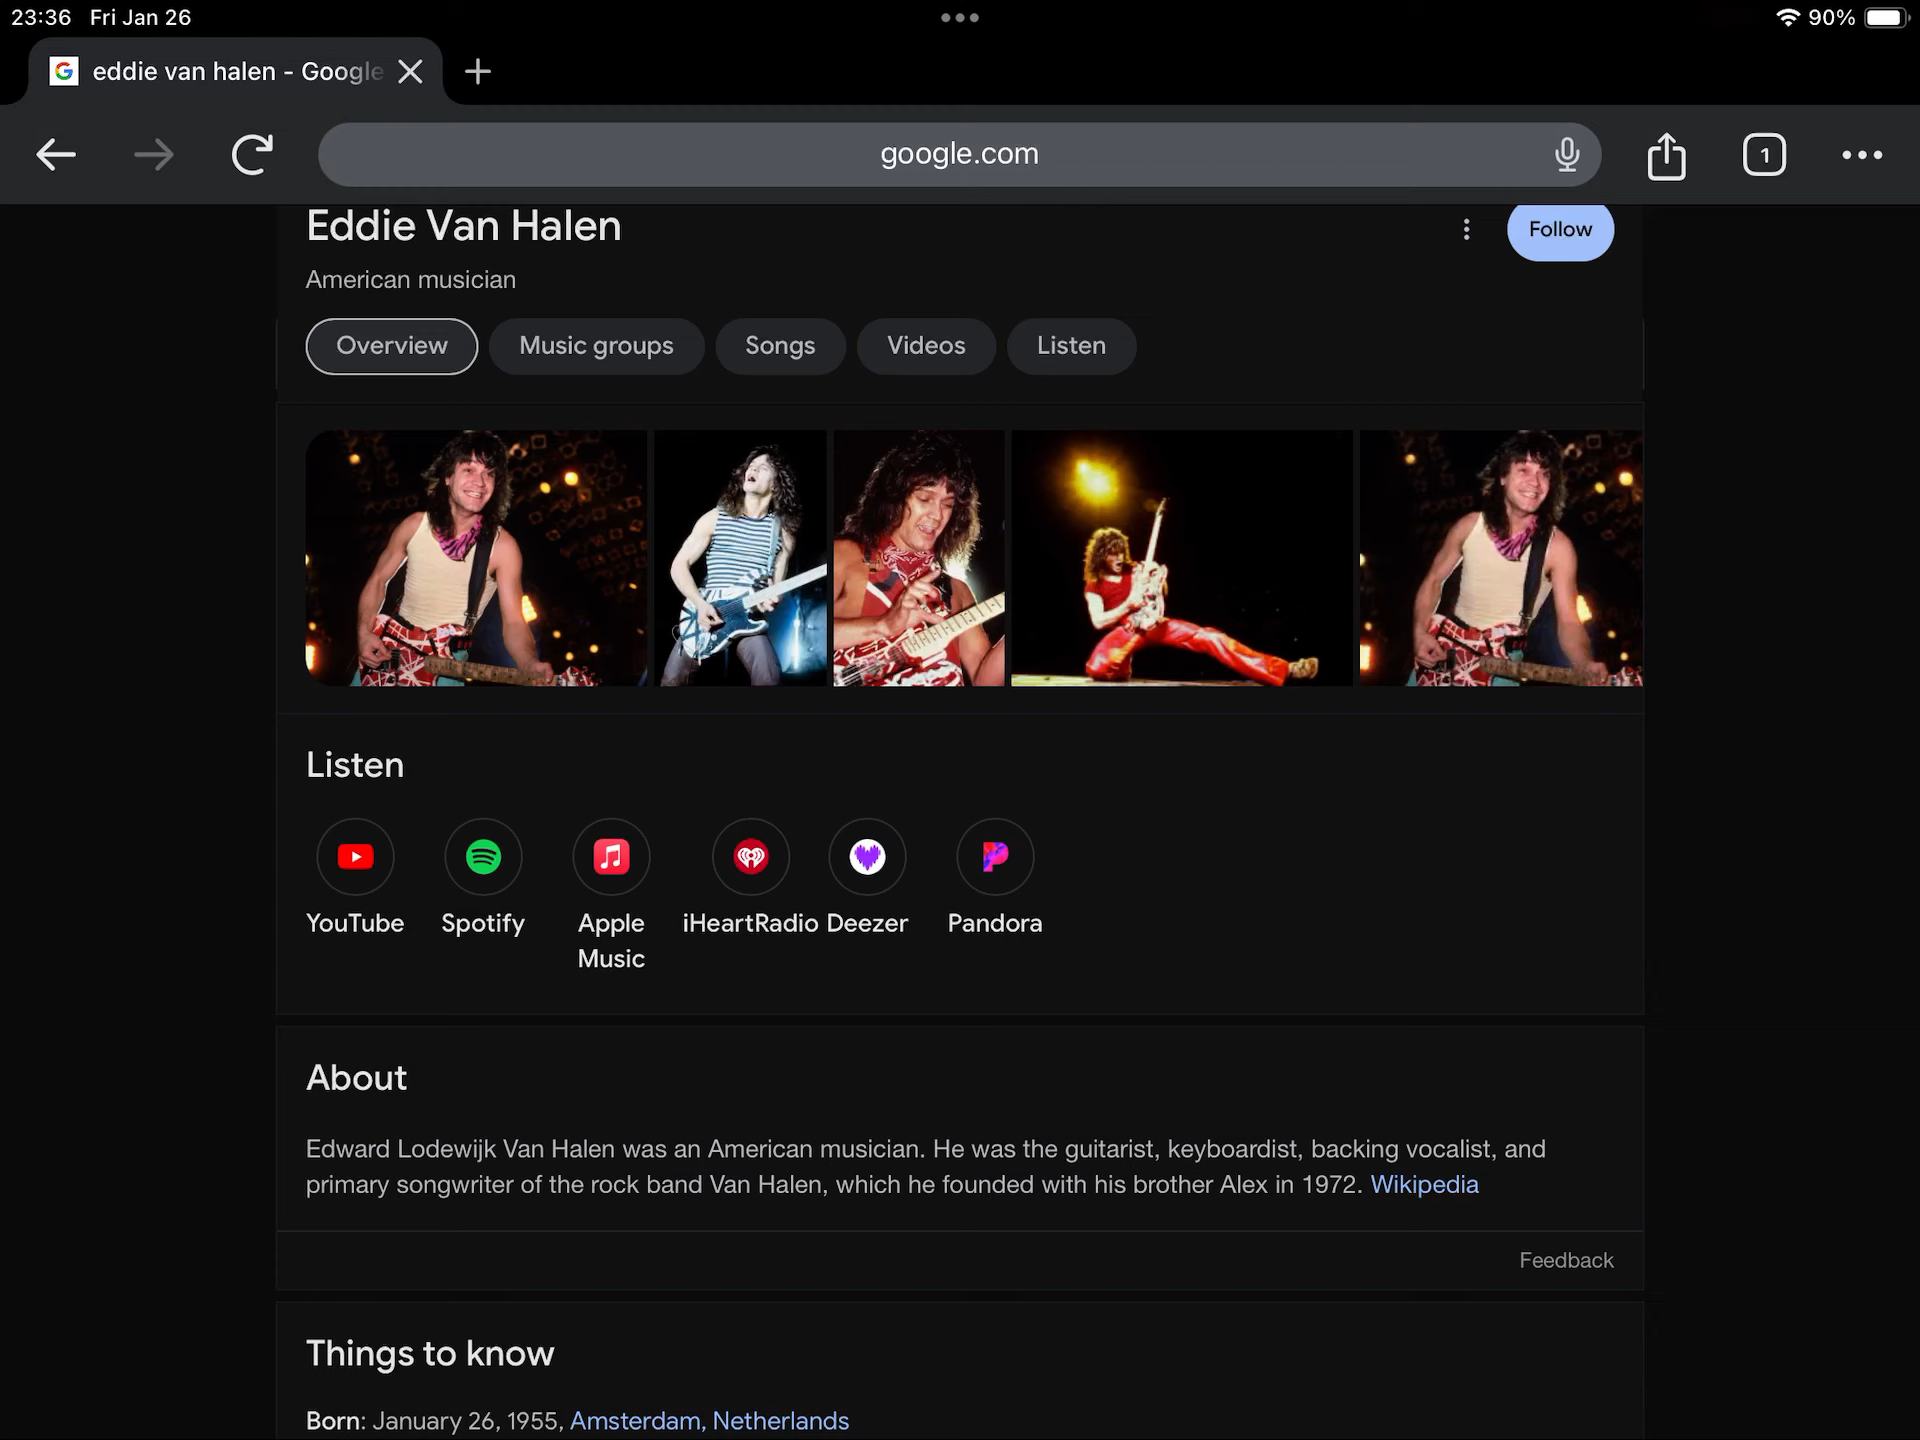 23:36 Fri Jan 26
90%
eddie van halen - Google
google.com
1
Eddie Van Halen
Follow
American musician
Overview Music groups Songs Videos Listen
Listen
YouTube Spotify Apple Music iHeartRadio Deezer Pandora
About
Edward Lodewijk Van Halen was an American musician. He was the guitarist, keyboardist, backing vocalist, and
primary songwriter of the rock band Van Halen, which he founded with his brother Alex in 1972. Wikipedia
Feedback
Things to know
Born: January 26, 1955, Amsterdam, Netherlands